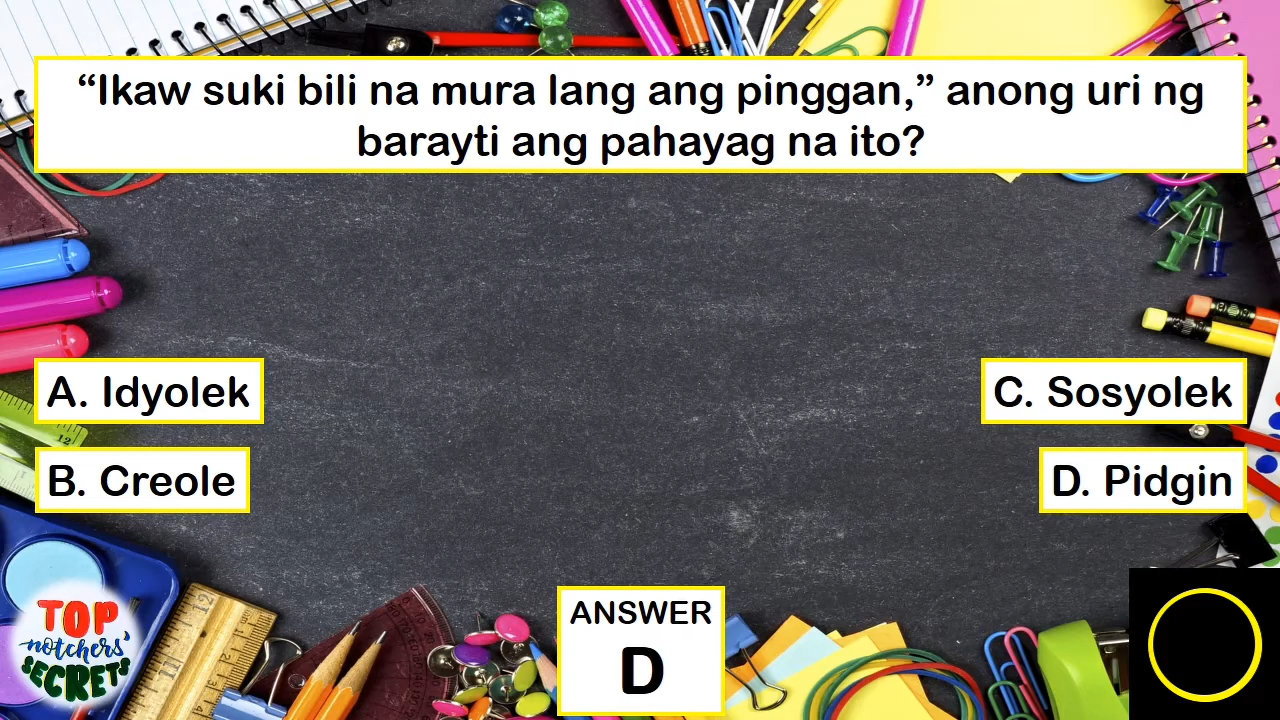 “Ikaw suki bili na mura lang ang pinggan,” anong uri ng
barayti ang pahayag na ito?
A. Idyolek
B. Creole
C. Sosyolek
D. Pidgin
ANSWER
D
TOP
notchers'
SECRETS